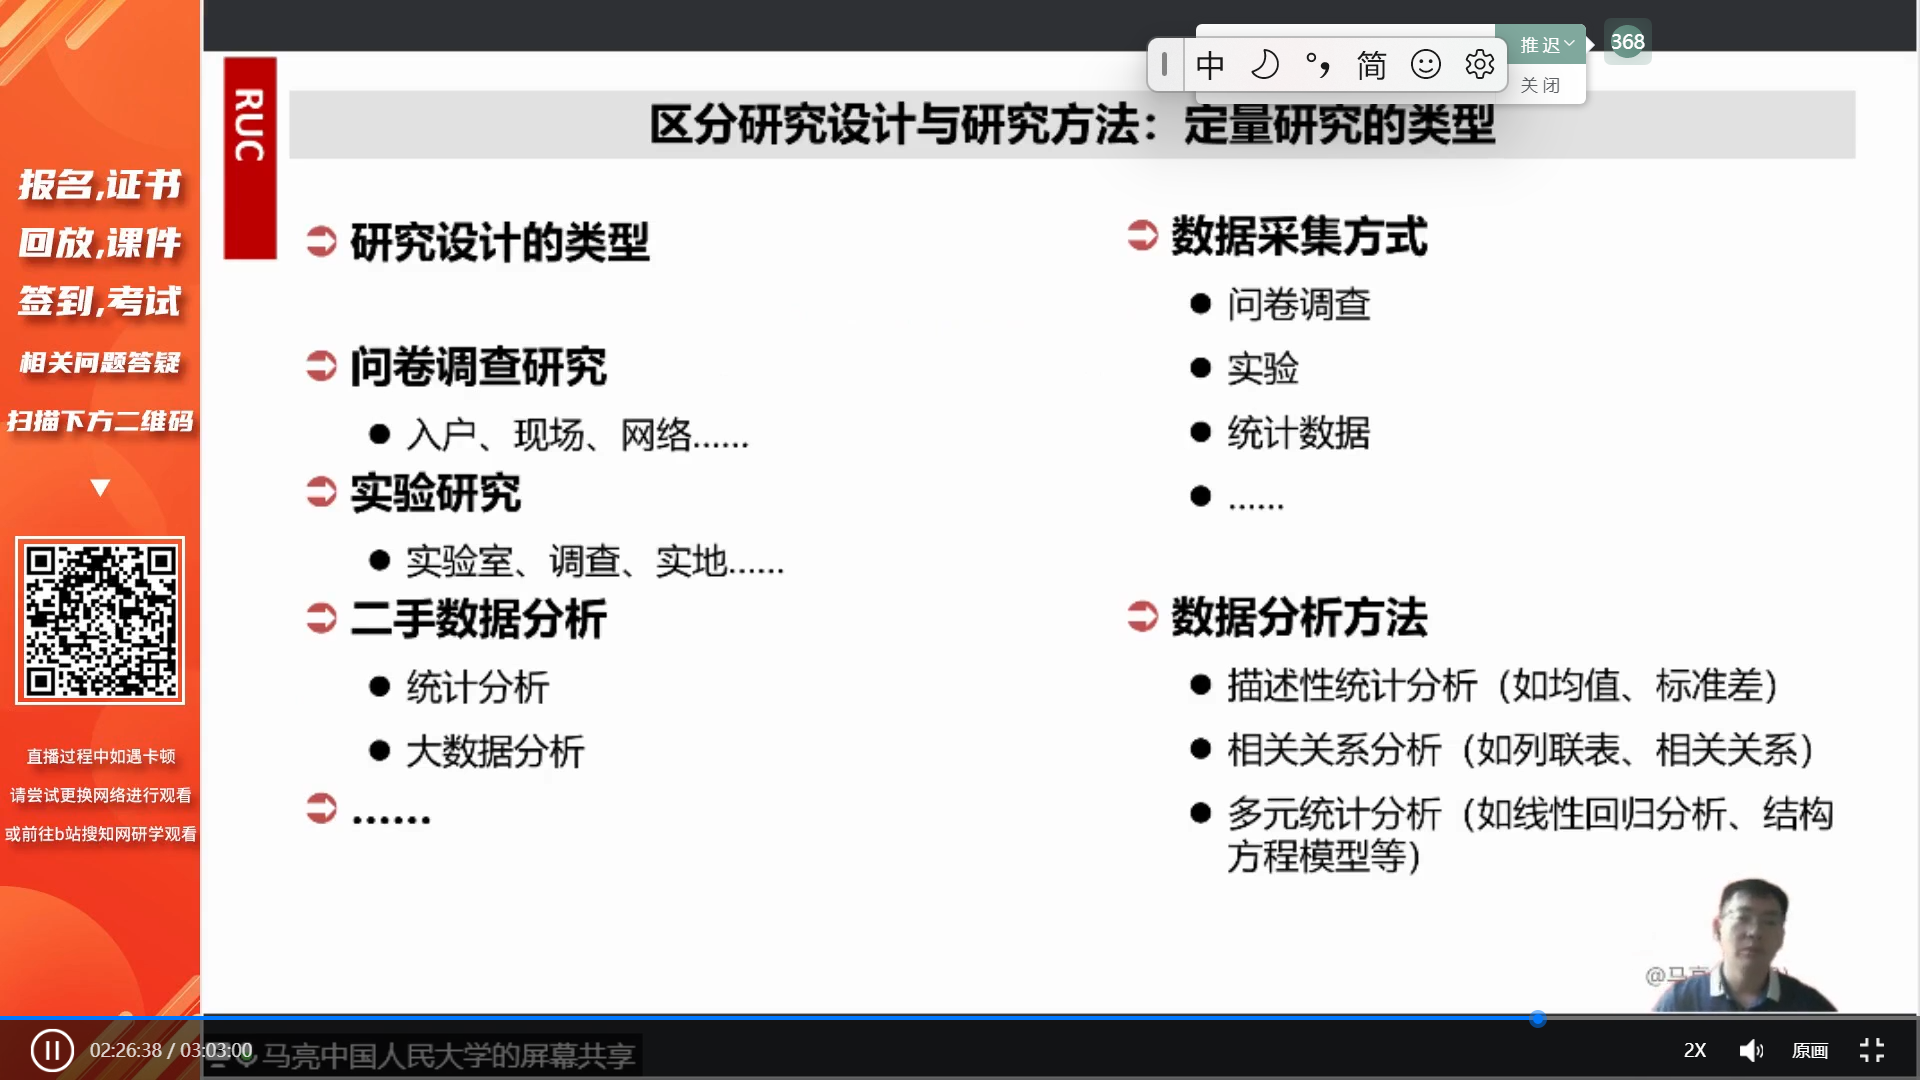 报名,证书
回放,课件
签到,考试
相关问题答疑
扫描下方二维码
直播过程中如遇卡顿
请尝试更换网络进行观看
或前往b站搜知网研学观看
中
简
推迟
关闭
368
RUC
区分研究设计与研究方法：定量研究的类型
研究设计的类型
问卷调查研究
入户、现场、网络……
实验研究
实验室、调查、实地……
二手数据分析
统计分析
大数据分析
……
数据采集方式
问卷调查
实验
统计数据
……
数据分析方法
描述性统计分析（如均值、标准差）
相关关系分析（如列联表、相关关系）
多元统计分析（如线性回归分析、结构
方程模型等）
@马亮
02:26:38 / 03:03:00
马亮中国人民大学的屏幕共享
2X
原画